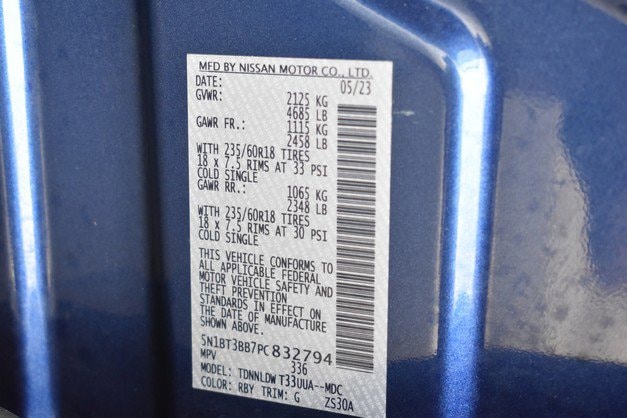 MFD BY NISSAN MOTOR CO., LTD.
DATE: 05/23
GVWR: 2125 KG
4685 LB
GAWR FR.: 1115 KG
2458 LB
WITH 235/60R18 TIRES
18 x 7.5 RIMS AT 33 PSI
COLD SINGLE
GAWR RR.: 1065 KG
2348 LB
WITH 235/60R18 TIRES
18 x 7.5 RIMS AT 30 PSI
COLD SINGLE
THIS VEHICLE CONFORMS TO
ALL APPLICABLE FEDERAL
MOTOR VEHICLE SAFETY AND
THEFT PREVENTION
STANDARDS IN EFFECT ON
THE DATE OF MANUFACTURE
SHOWN ABOVE.
5N1BT3BB7PC832794
MPV 336
MODEL: TDNNLDW T33UUA--MDC
COLOR: RBY TRIM: G ZS30A